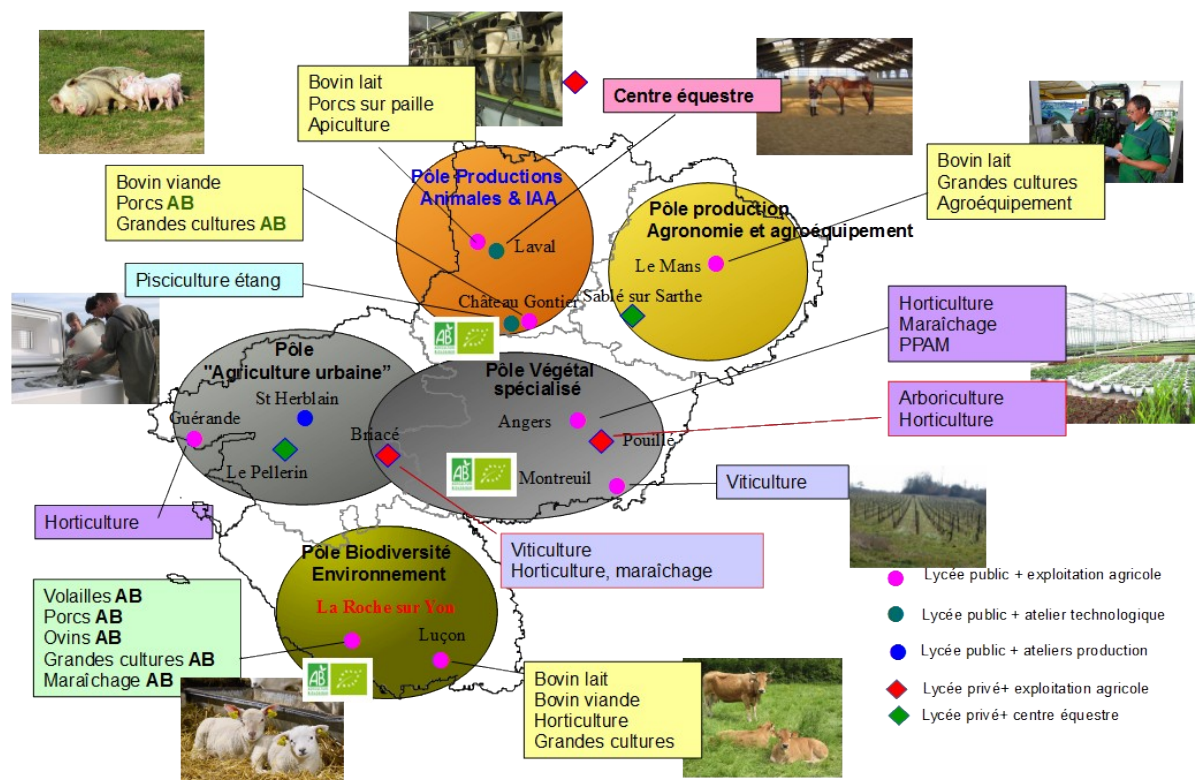 Bovin lait
Porcs sur paille
Apiculture
Centre équestre
Bovin lait
Grandes cultures
Agroéquipement
Bovin viande
Porcs AB
Grandes cultures AB
Pôle Productions
Animales & IAA
Laval
Pôle production
Agronomie et agroéquipement
Le Mans
Pisciculture étang
Château Gontier
Sablé sur Sarthe
Horticulture
Maraîchage
PPAM
AB
Pôle
"Agriculture urbaine”
St Herblain
Guérande
Le Pellerin
Pôle Végétal
spécialisé
Angers
Pouillé
Briacé
Montreuil
AB
Arboriculture
Horticulture
Viticulture
Horticulture
Viticulture
Horticulture, maraîchage
Pôle Biodiversité
Environnement
La Roche sur Yon
Luçon
AB
Volailles AB
Porcs AB
Ovins AB
Grandes cultures AB
Maraîchage AB
Bovin lait
Bovin viande
Horticulture
Grandes cultures
Lycée public + exploitation agricole
Lycée public + atelier technologique
Lycée public + ateliers production
Lycée privé+ exploitation agricole
Lycée privé+ centre équestre